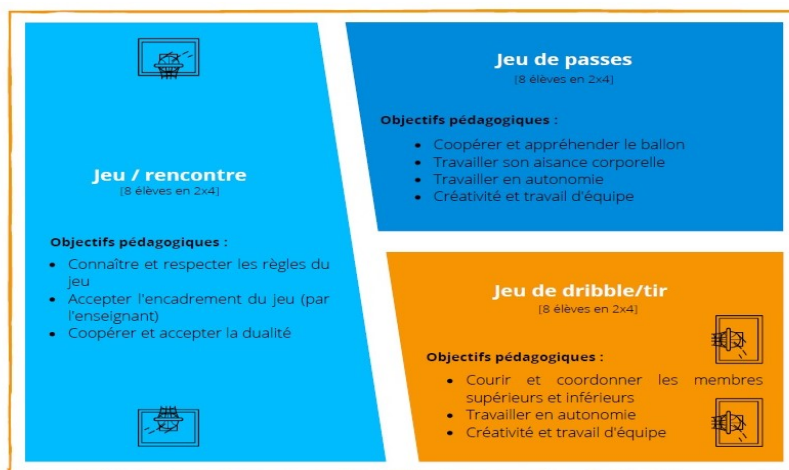 Jeu / rencontre
[8 élèves en 2x4]
Objectifs pédagogiques :
• Connaître et respecter les règles du
jeu
• Accepter l'encadrement du jeu (par
l'enseignant)
• Coopérer et accepter la dualité
Jeu de passes
[8 élèves en 2x4]
Objectifs pédagogiques :
• Coopérer et appréhender le ballon
• Travailler son aisance corporelle
• Travailler en autonomie
• Créativité et travail d'équipe
Jeu de dribble/tir
[8 élèves en 2x4]
Objectifs pédagogiques :
• Courir et coordonner les membres
supérieurs et inférieurs
• Travailler en autonomie
• Créativité et travail d'équipe